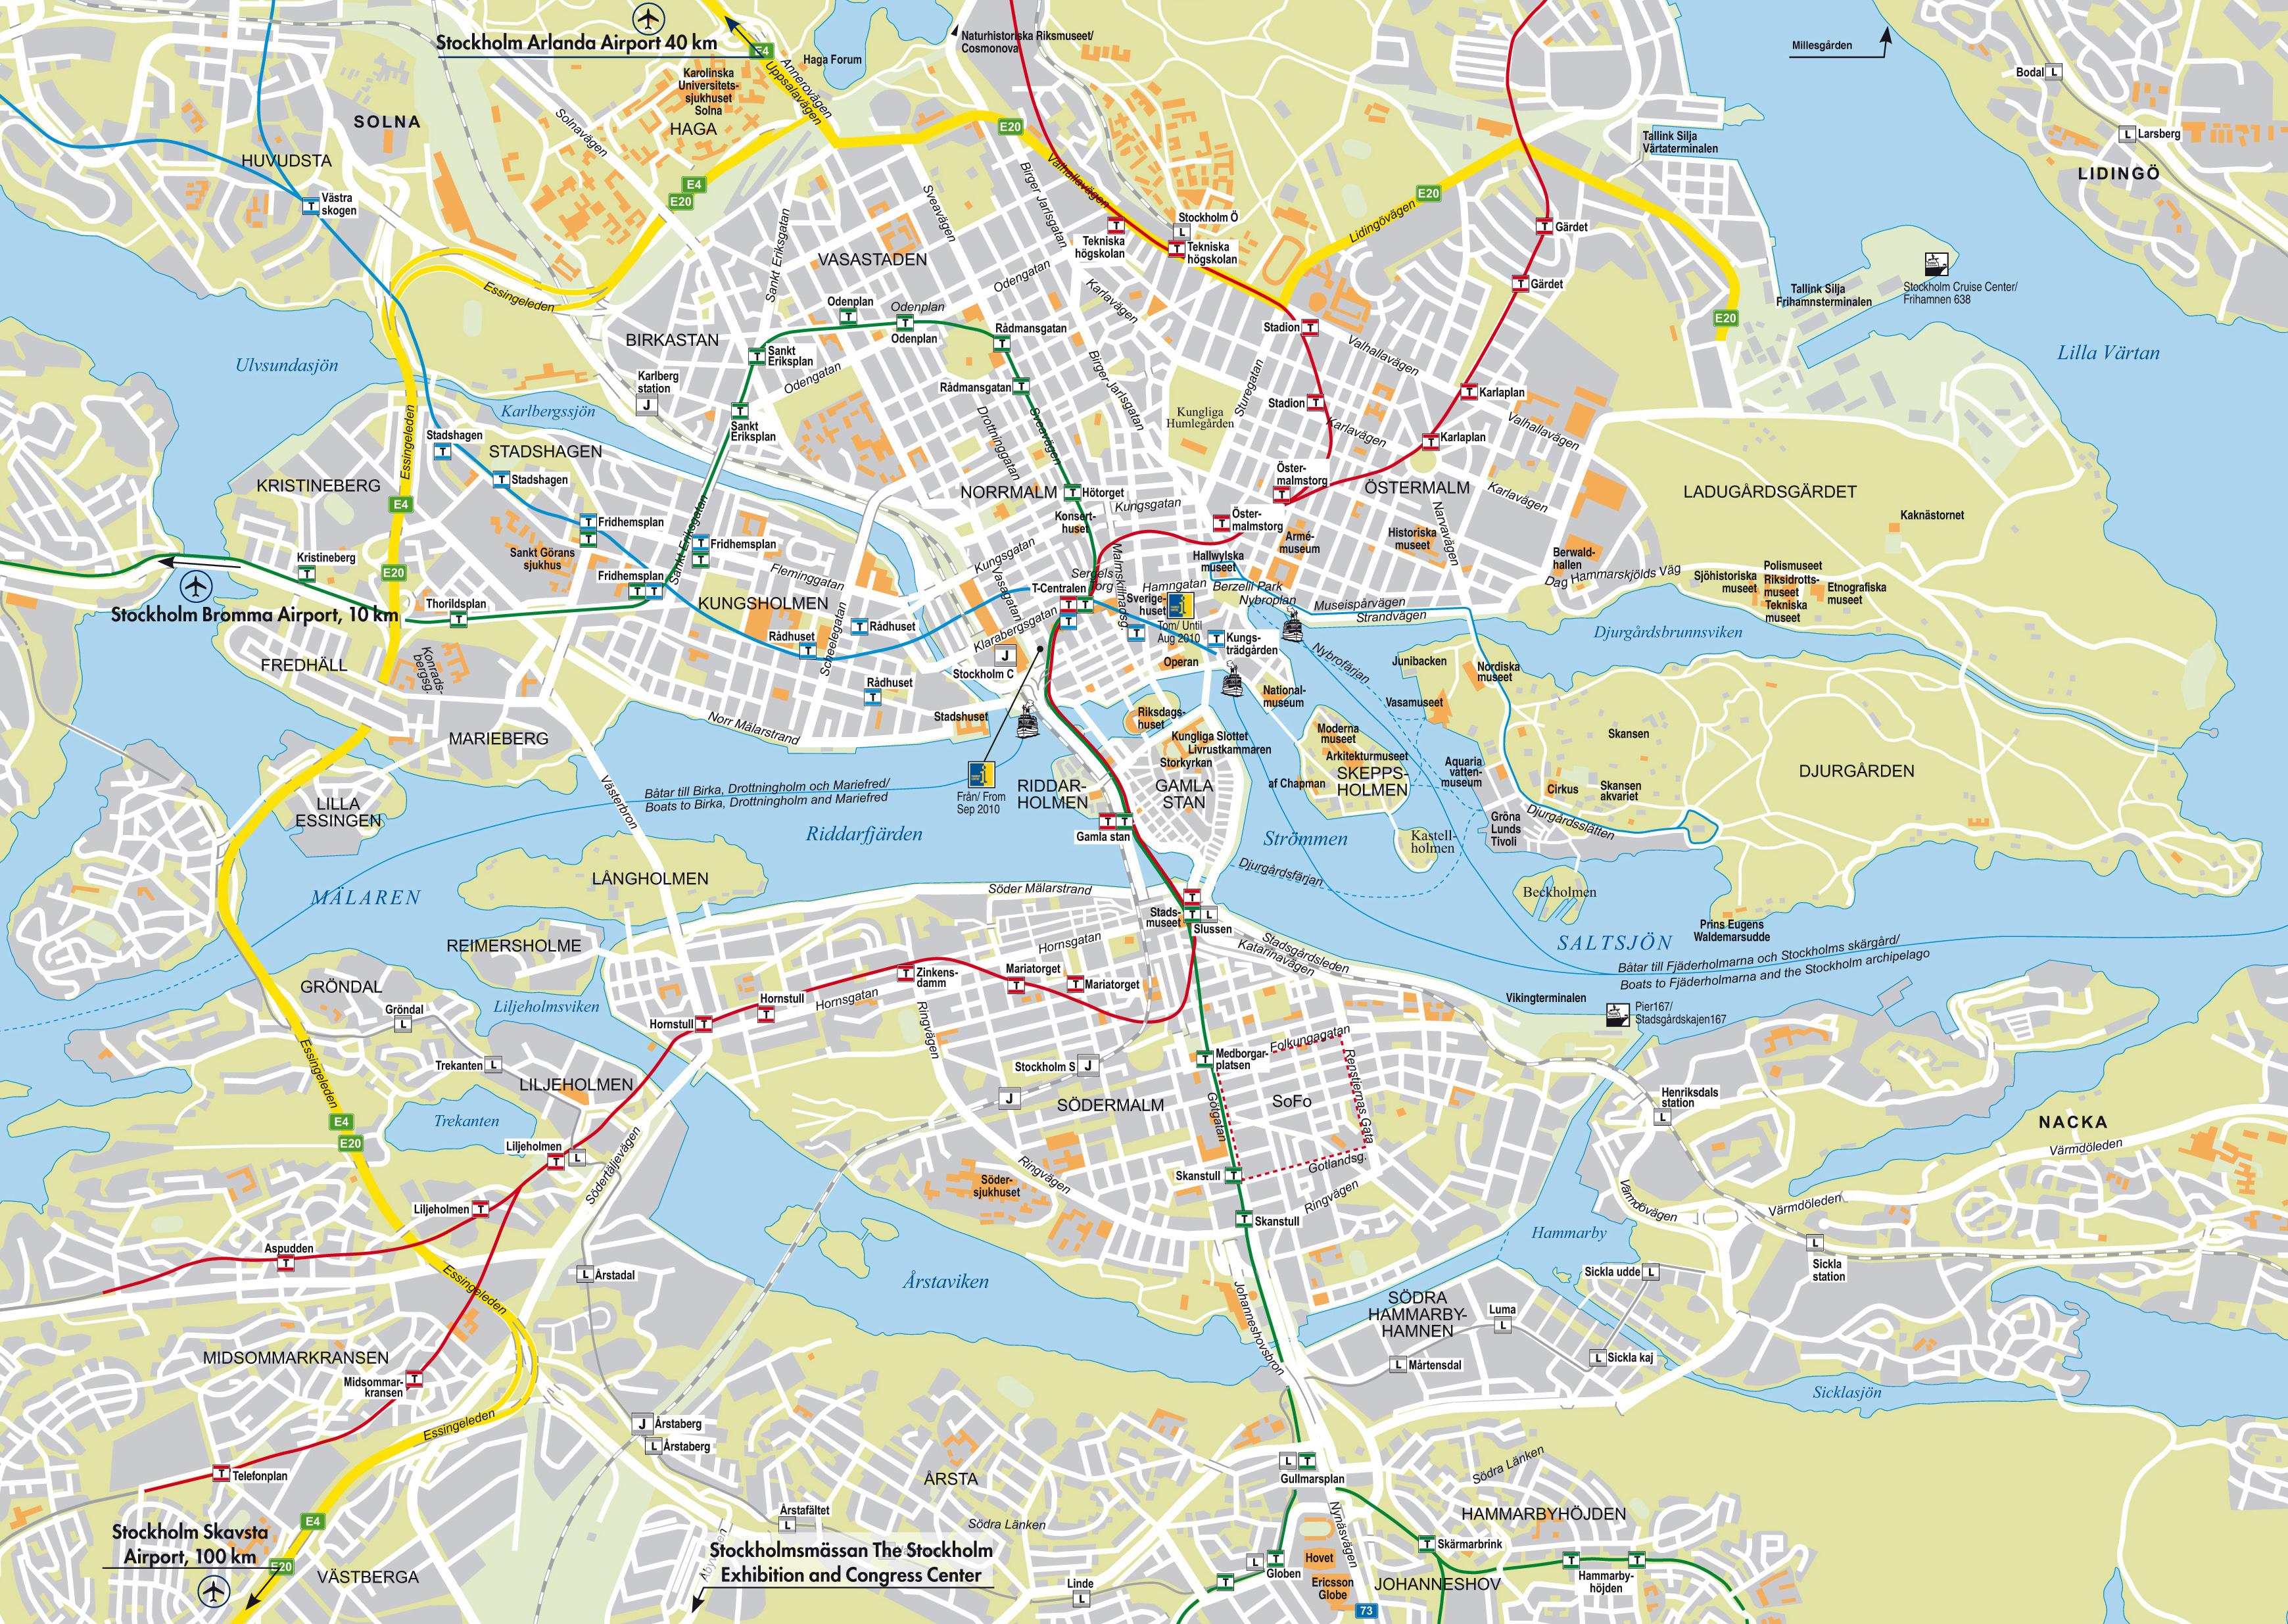 Stockholm Arlanda Airport 40 km
E4
Uppsalavägen
Annerovägen
Haga Forum
Naturhistoriska Riksmuseet/
Cosmonova
Millesgården
Bodal
L
Larsberg
L
LIDINGÖ
Karolinska
Universitets-
sjukhuset
Solna
HAGA
Solnavägen
SOLNA
HUVUDSTA
Västra
skogen
T
E20
E4
E20
Valhallavägen
Birger Jarlsgatan
Sveavägen
Stockholm Ö
L
Tekniska
högskolan
T
Tekniska
högskolan
T
Lidingövägen
E20
Tallink Silja
Värtaterminalen
Gärdet
T
Gärdet
T
Tallink Silja
Frihamnsterminalen
Stockholm Cruise Center/
Frihamnen 638
E20
Lilla Värtan
Essingeleden
VASASTADEN
Sankt Eriksgatan
Odengatan
Karlavägen
Odenplan
T
Odenplan
Odenplan
T
Rådmansgatan
T
Rådmansgatan
T
BIRKASTAN
Sankt
Eriksplan
T
Odengatan
Sankt
Eriksplan
T
Karlberg
station
J
Ulvsundasjön
Karlbergssjön
Essingeleden
Stadion
T
Stadion
T
Valhallavägen
Sturegatan
Birger Jarlsgatan
Kungliga
Humlegården
Karlavägen
Karlaplan
T
Karlaplan
T
Valhallavägen
Drottninggatan
Sveavägen
Stadshagen
T
STADSHAGEN
Stadshagen
T
KRISTINEBERG
E4
E20
Fridhemsplan
T
T
Fridhemsplan
T
T
Fridhemsplan
T T
Sankt Eriksgatan
Sankt Görans
sjukhus
Kristineberg
T
Stockholm Bromma Airport, 10 km
Thorildsplan
T
NORRMALM
Hötorget
T
Kungsgatan
Konsert-
huset
Öster-
malmstorg
T
Öster-
malmstorg
T
ÖSTERMALM
Karlavägen
Narvavägen
LADUGÅRDSGÄRDET
Kaknästornet
Armé-
museum
Historiska
museet
Berwald-
hallen
Dag Hammarskjölds Väg
Sjöhistoriska
museet
Polismuseet
Riksidrotts-
museet
Tekniska
museet
Etnografiska
museet
Hallwylska
museet
Kungsgatan
Vasagatan
Malmskillnadsg.
Sergels
Torg
Hamngatan
Berzelii Park
Nybroplan
Museispårvägen
Strandvägen
T-Centralen
T T
T
Sverige-
huset
Tom/ Until
Aug 2010
T
Kungs-
trädgården
T
Klarabergsgatan
J
Stockholm C
Operan
Nybrofärjan
Djurgårdsbrunnsviken
KUNGSHOLMEN
Fleminggatan
Scheelegatan
Rådhuset
T
Rådhuset
T
Rådhuset
T
Norr Mälarstrand
Stadshuset
FREDHÄLL
Konrads-
bergsg.
MARIEBERG
Västerbron
National-
museum
Junibacken
Nordiska
museet
Vasamuseet
Riksdags-
huset
Kungliga Slottet
Livrustkammaren
Storkyrkan
GAMLA
STAN
RIDDAR-
HOLMEN
Från/ From
Sep 2010
Moderna
museet
Arkitekturmuseet
SKEPPS-
HOLMEN
af Chapman
Aquaria
vatten-
museum
Skansen
Cirkus
Skansen
akvariet
DJURGÅRDEN
Gröna
Lunds
Tivoli
Djurgårdsslätten
Kastell-
holmen
Beckholmen
Prins Eugens
Waldemarsudde
LILLA
ESSINGEN
Båtar till Birka, Drottningholm och Mariefred/
Boats to Birka, Drottningholm and Mariefred
Riddarfjärden
T T
Gamla stan
Strömmen
Djurgårdsfärjan
MÄLAREN
LÅNGHOLMEN
Söder Mälarstrand
REIMERSHOLME
T
T L
Stads-
museet
Slussen
Stadsgårdsleden
Katarinavägen
SALTSJÖN
Båtar till Fjäderholmarna och Stockholms skärgård/
Boats to Fjäderholmarna and the Stockholm archipelago
Vikingterminalen
Pier167/
Stadsgårdskajen167
GRÖNDAL
Gröndal
L
Liljeholmsviken
Hornstull
T
Hornstull
T
Hornsgatan
Zinkens-
damm
T
Hornsgatan
Mariatorget
T
Mariatorget
T
Ringvägen
Trekanten
L
LILJEHOLMEN
Trekanten
Essingeleden
E4
E20
Liljeholmen
T L
Liljeholmen
T
Södertäljevägen
Stockholm S
J
J
SÖDERMALM
Medborgar-
platsen
T
Folkungagatan
Renstiernas Gata
SoFo
Götgatan
Gotlandsg.
Skanstull
T
Skanstull
T
Ringvägen
Ringvägen
Söder-
sjukhuset
Henriksdals
station
L
NACKA
Värmdöleden
Värmdöleden
Värmdövägen
Hammarby
Sickla
station
L
Sickla udde
L
Aspudden
T
Essingeleden
Årstadal
L
Årstaviken
Johanneshovsbron
SÖDRA
HAMMARBY-
HAMNEN
Luma
L
Mårtensdal
L
Sickla kaj
L
Sicklasjön
MIDSOMMARKRANSEN
Midsommar-
kransen
T
Essingeleden
Telefonplan
T
Årstaberg
J
Årstaberg
L
ÅRSTA
Årstafältet
L
Södra Länken
Södra Länken
L T
Gullmarsplan
Nynäsvägen
HAMMARBYHÖJDEN
Skärmarbrink
T
T
T
Hammarby-
höjden
Hovet
Ericsson
Globe
L T
Globen
T
JOHANNESHOV
73
Linde
L
E4
E20
Stockholm Skavsta
Airport, 100 km
VÄSTBERGA
Stockholmsmässan The Stockholm
Exhibition and Congress Center